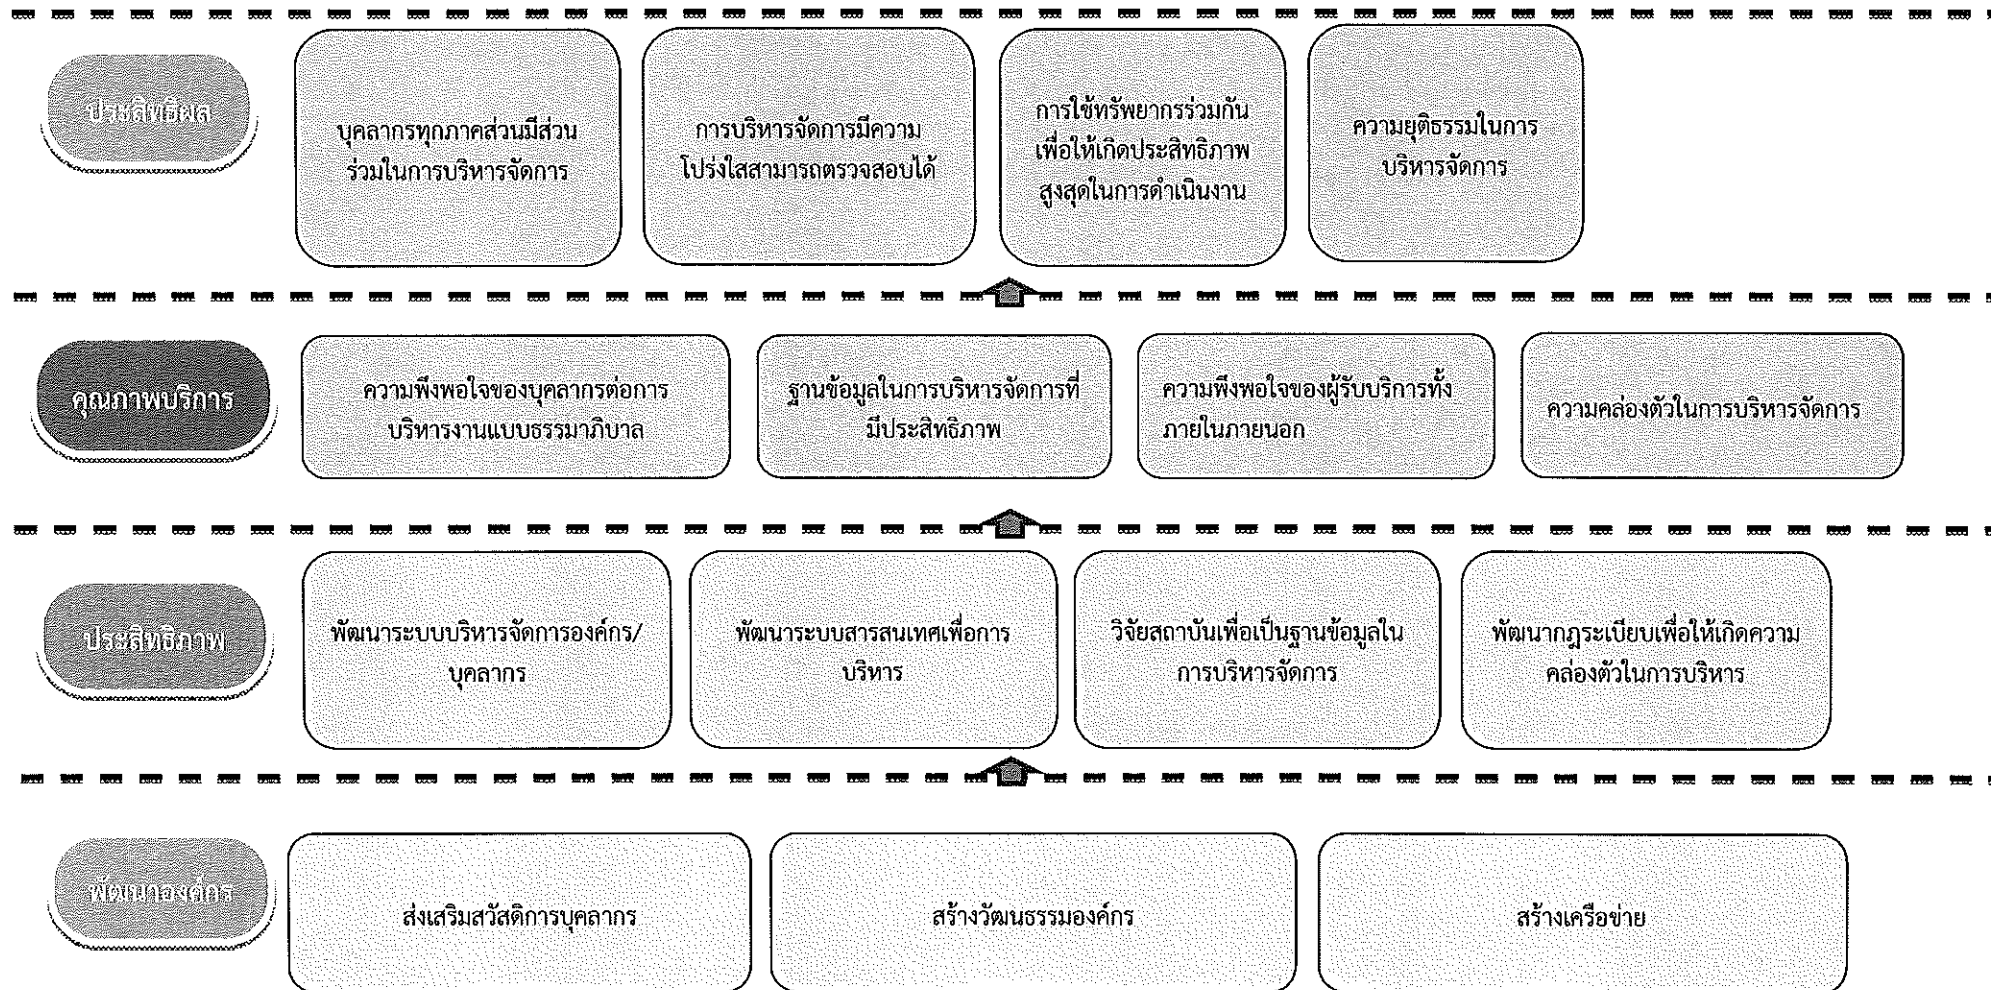 ประสิทธิผล
บุคลากรทุกภาคส่วนมีส่วน
ร่วมในการบริหารจัดการ
การบริหารจัดการมีความ
โปร่งใสสามารถตรวจสอบได้
การใช้ทรัพยากรร่วมกัน
เพื่อให้เกิดประสิทธิภาพ
สูงสุดในการดำเนินงาน
ความยุติธรรมในการ
บริหารจัดการ
คุณภาพบริการ
ความพึงพอใจของบุคลากรต่อการ
บริหารงานแบบธรรมาภิบาล
ฐานข้อมูลในการบริหารจัดการที่
มีประสิทธิภาพ
ความพึงพอใจของผู้รับบริการทั้ง
ภายในภายนอก
ความคล่องตัวในการบริหารจัดการ
ประสิทธิภาพ
พัฒนาระบบบริหารจัดการองค์กร/
บุคลากร
พัฒนาระบบสารสนเทศเพื่อการ
บริหาร
วิจัยสถาบันเพื่อเป็นฐานข้อมูลใน
การบริหารจัดการ
พัฒนากฎระเบียบเพื่อให้เกิดความ
คล่องตัวในการบริหาร
พัฒนาองค์กร
ส่งเสริมสวัสดิการบุคลากร
สร้างวัฒนธรรมองค์กร
สร้างเครือข่าย